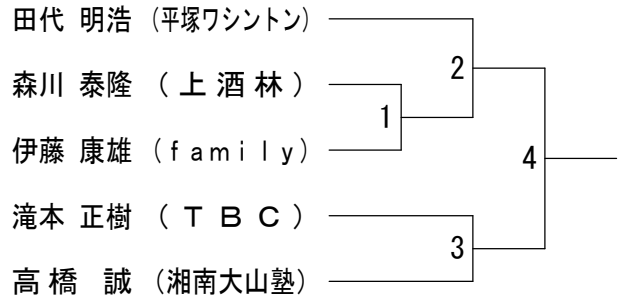 田代 明浩 (平塚ワシントン)
森川 泰隆 (上酒林)
伊藤 康雄 (family)
滝本 正樹 (TBC)
高橋 誠 (湘南大山塾)
1
2
3
4